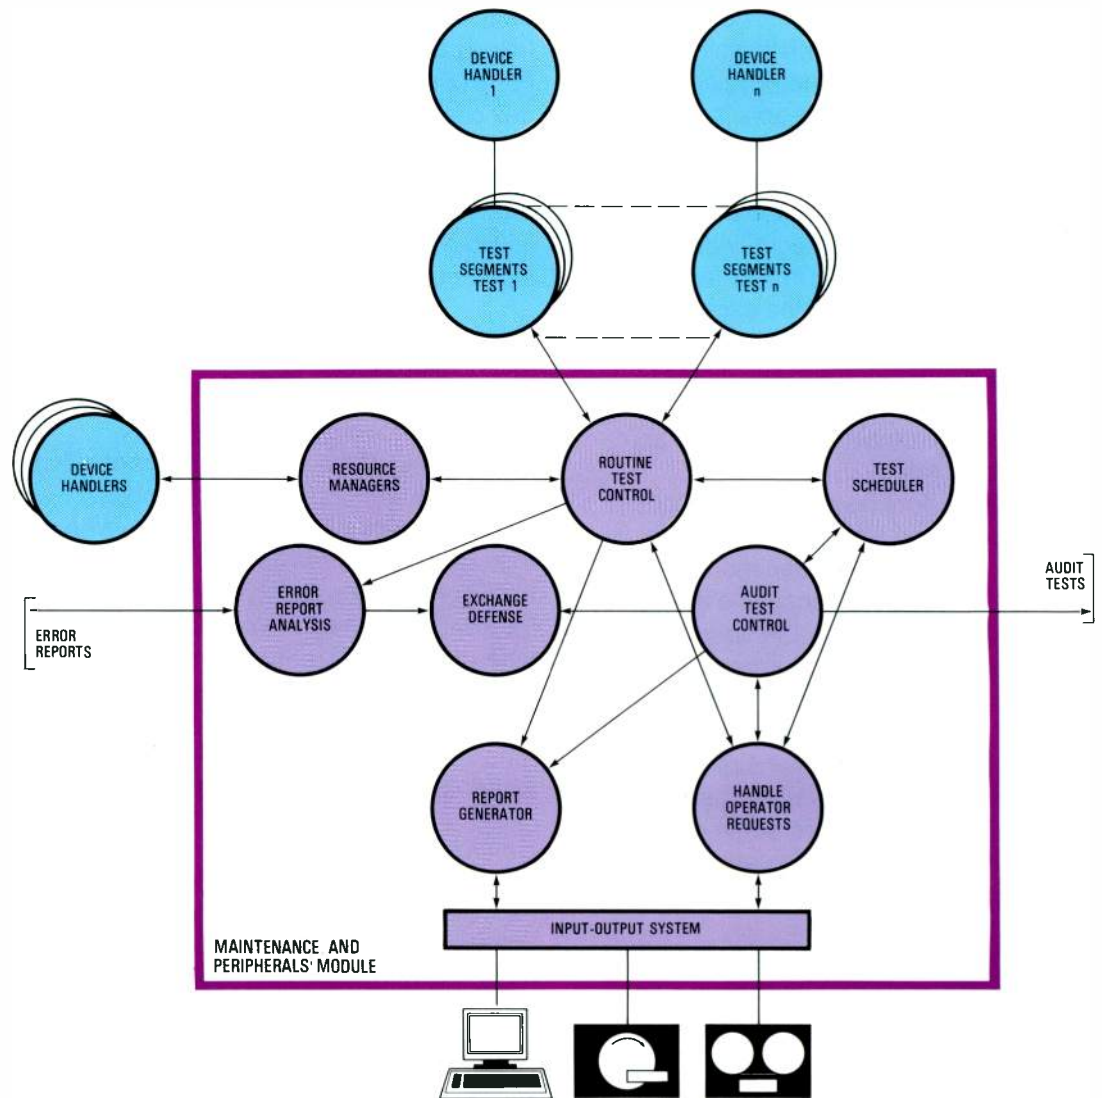 DEVICE
HANDLER
1
DEVICE
HANDLER
n
TEST
SEGMENTS
TEST 1
TEST
SEGMENTS
TEST n
DEVICE
HANDLERS
RESOURCE
MANAGERS
ROUTINE
TEST
CONTROL
TEST
SCHEDULER
ERROR
REPORTS
ERROR
REPORT
ANALYSIS
EXCHANGE
DEFENSE
AUDIT
TEST
CONTROL
AUDIT
TESTS
REPORT
GENERATOR
HANDLE
OPERATOR
REQUESTS
INPUT-OUTPUT SYSTEM
MAINTENANCE AND
PERIPHERALS' MODULE